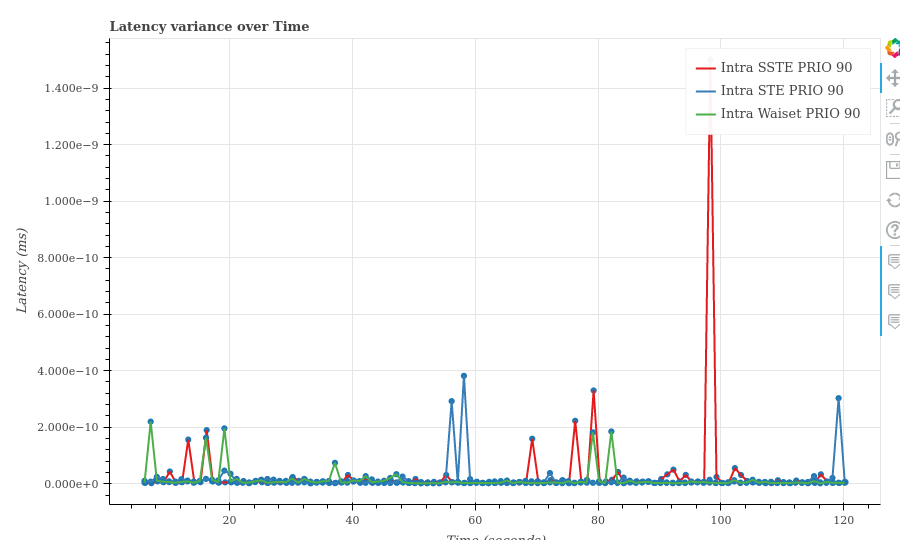 Latency variance over Time
Intra SSTE PRIO 90
Intra STE PRIO 90
Intra Waiset PRIO 90
1.400e−9
1.200e−9
1.000e−9
8.000e−10
6.000e−10
4.000e−10
2.000e−10
0.000e+0
Latency (ms)
20 40 60 80 100 120
Time (seconds)